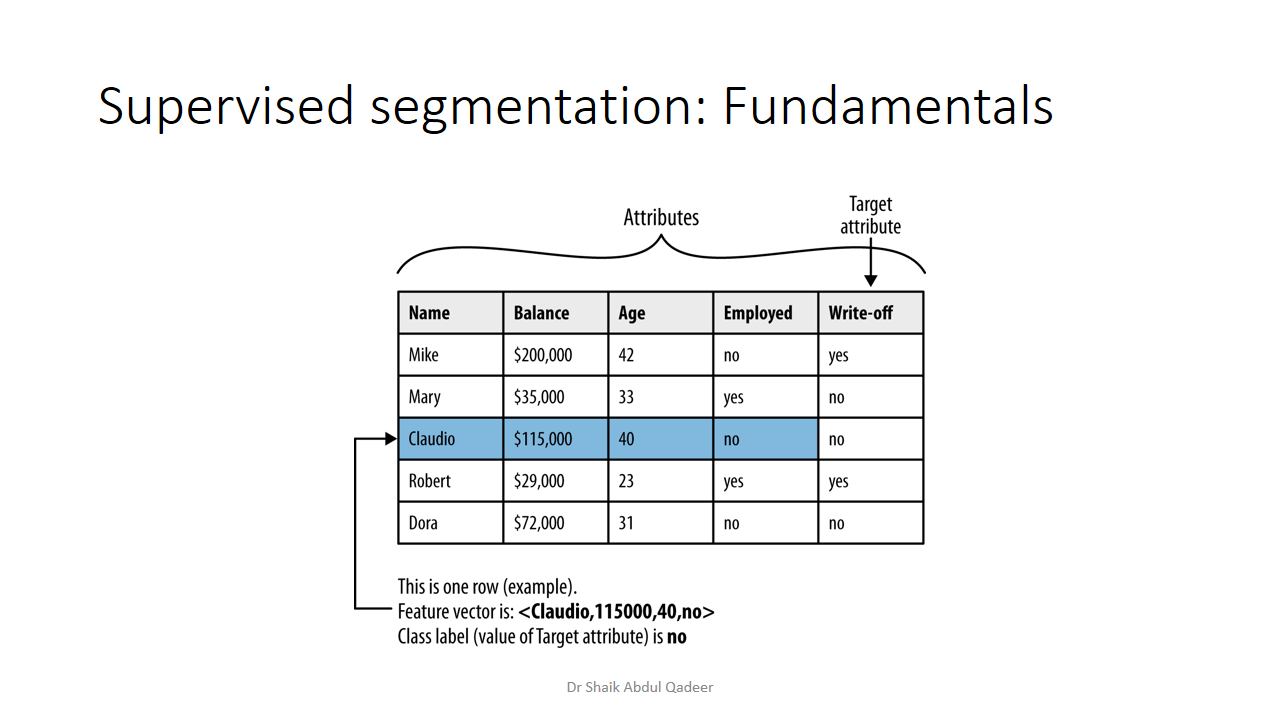 Supervised segmentation: Fundamentals
Attributes
Target
attribute
Name Balance Age Employed Write-off
Mike $200,000 42 no yes
Mary $35,000 33 yes no
Claudio $115,000 40 no no
Robert $29,000 23 yes yes
Dora $72,000 31 no no
This is one row (example).
Feature vector is: <Claudio,115000,40,no>
Class label (value of Target attribute) is no
Dr Shaik Abdul Qadeer